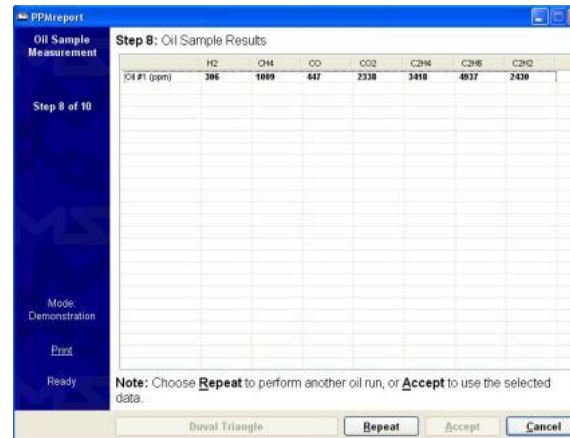 PPMreport
Oil Sample
Measurement
Step 8 of 10
Mode:
Demonstration
Print
Ready
Step 8: Oil Sample Results
H2 CH4 CO CO2 C2H4 C2H6 C2H2
Oil #1 (ppm) 306 1009 447 2338 3418 4937 2430
Note: Choose Repeat to perform another oil run, or Accept to use the selected
data.
Duval Triangle Repeat Accept Cancel